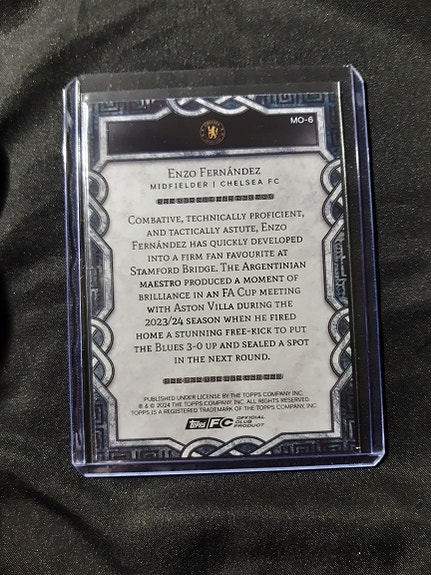 MO-6
Enzo Fernández
MIDFIELDER | CHELSEA FC
Combative, technically proficient,
and tactically astute, Enzo
Fernández has quickly developed
into a firm fan favourite at
Stamford Bridge. The Argentinian
maestro produced a moment of
brilliance in an FA Cup meeting
with Aston Villa during the
2023/24 season when he fired
home a stunning free-kick to put
the Blues 3-0 up and sealed a spot
in the next round.
PUBLISHED UNDER LICENSE BY THE TOPPS COMPANY INC.
® & © 2024 THE TOPPS COMPANY, INC. ALL RIGHTS RESERVED.
TOPPS IS A REGISTERED TRADEMARK OF THE TOPPS COMPANY, INC.
Topps FC OFFICIAL
CLUB
PRODUCT